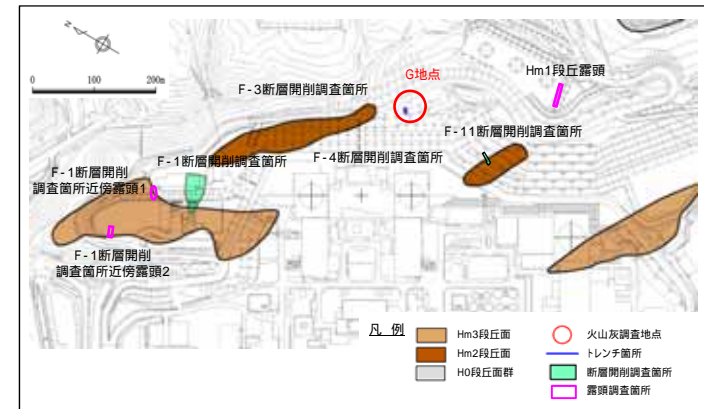 N
0 100 200m
G地点
Hm1段丘露頭
F-3断層開削調査箇所
F-11断層開削調査箇所
F-1断層開削調査箇所
F-4断層開削調査箇所
F-1断層開削
調査箇所近傍露頭1
F-1断層開削
調査箇所近傍露頭2
凡 例
Hm3段丘面
Hm2段丘面
H0段丘面群
火山灰調査地点
トレンチ箇所
断層開削調査箇所
露頭調査箇所